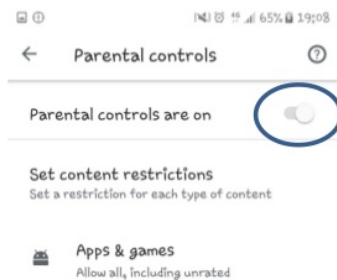 65% 19:08
Parental controls
Parental controls are on
Set content restrictions
Set a restriction for each type of content
Apps & games
Allow all, including unrated